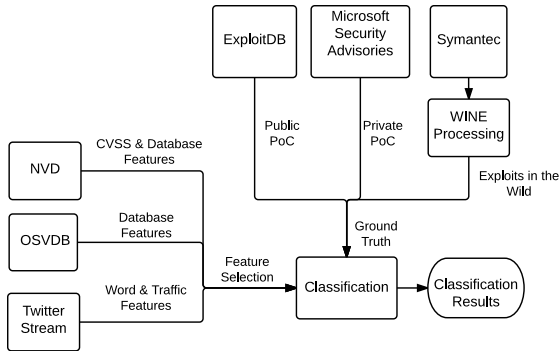 ExploitDB
Microsoft
Security
Advisories
Symantec
Public
PoC
Private
PoC
WINE
Processing
CVSS & Database
Features
NVD
Exploits in the
Wild
Database
Features
OSVDB
Ground
Truth
Feature
Selection
Classification
Classification
Results
Word & Traffic
Features
Twitter
Stream